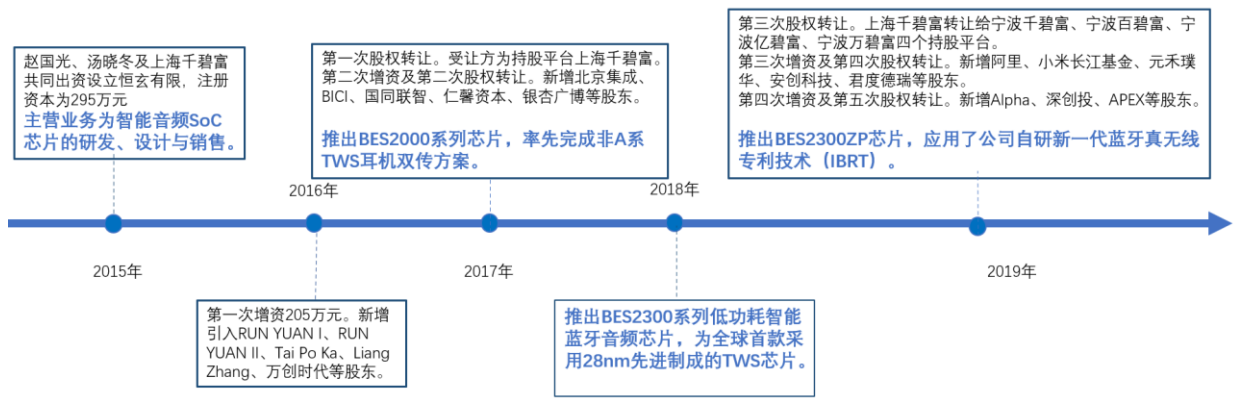 赵国光、汤晓冬及上海千碧富
共同出资设立恒玄有限，注册
资本为295万元
主营业务为智能音频SoC
芯片的研发、设计与销售。
第一次股权转让。受让方为持股平台上海千碧富。
第二次增资及第二次股权转让。新增北京集成、
BICI、国同联智、仁馨资本、银杏广博等股东。
推出BES2000系列芯片，率先完成非A系
TWS耳机双传方案。
第三次股权转让。上海千碧富转让给宁波千碧富、宁波百碧富、宁
波亿碧富、宁波万碧富四个持股平台。
第三次增资及第四次股权转让。新增阿里、小米长江基金、元禾璞
华、安创科技、君度德瑞等股东。
第四次增资及第五次股权转让。新增Alpha、深创投、APEX等股东。
推出BES2300ZP芯片，应用了公司自研新一代蓝牙真无线
专利技术（IBRT）。
2016年
2018年
2015年
2017年
2019年
第一次增资205万元。新增
引入RUN YUAN I、RUN
YUAN II、Tai Po Ka、Liang
Zhang、万创时代等股东。
推出BES2300系列低功耗智能
蓝牙音频芯片，为全球首款采
用28nm先进制成的TWS芯片。